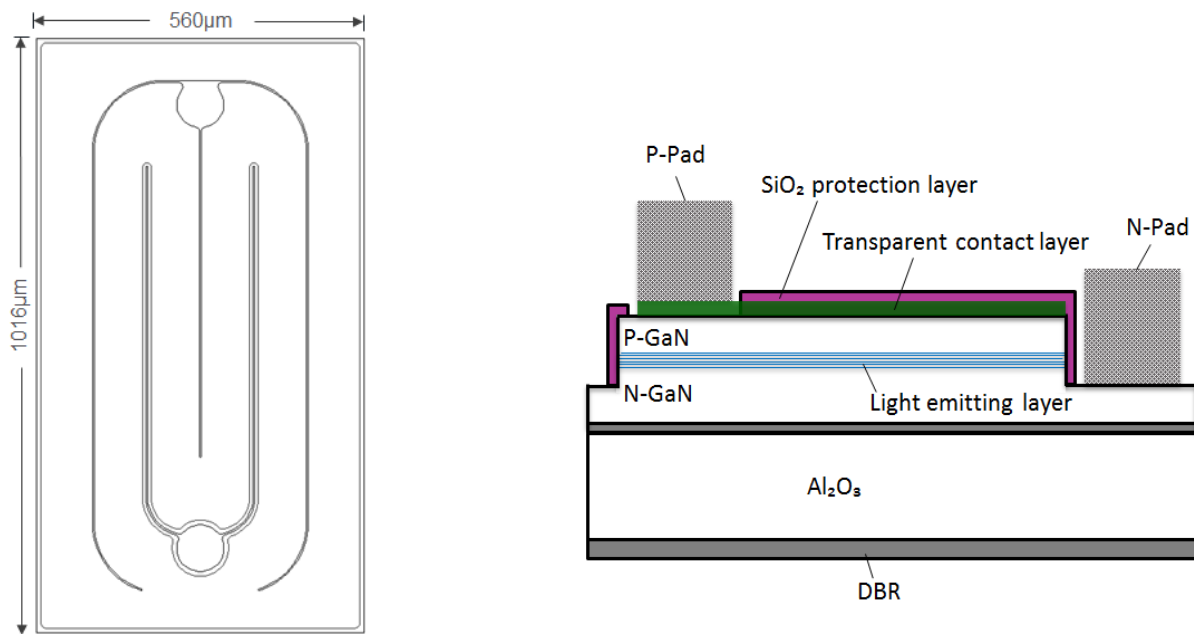 560µm
1016µm
P-Pad
SiO₂ protection layer
N-Pad
Transparent contact layer
P-GaN
N-GaN
Light emitting layer
Al₂O₃
DBR